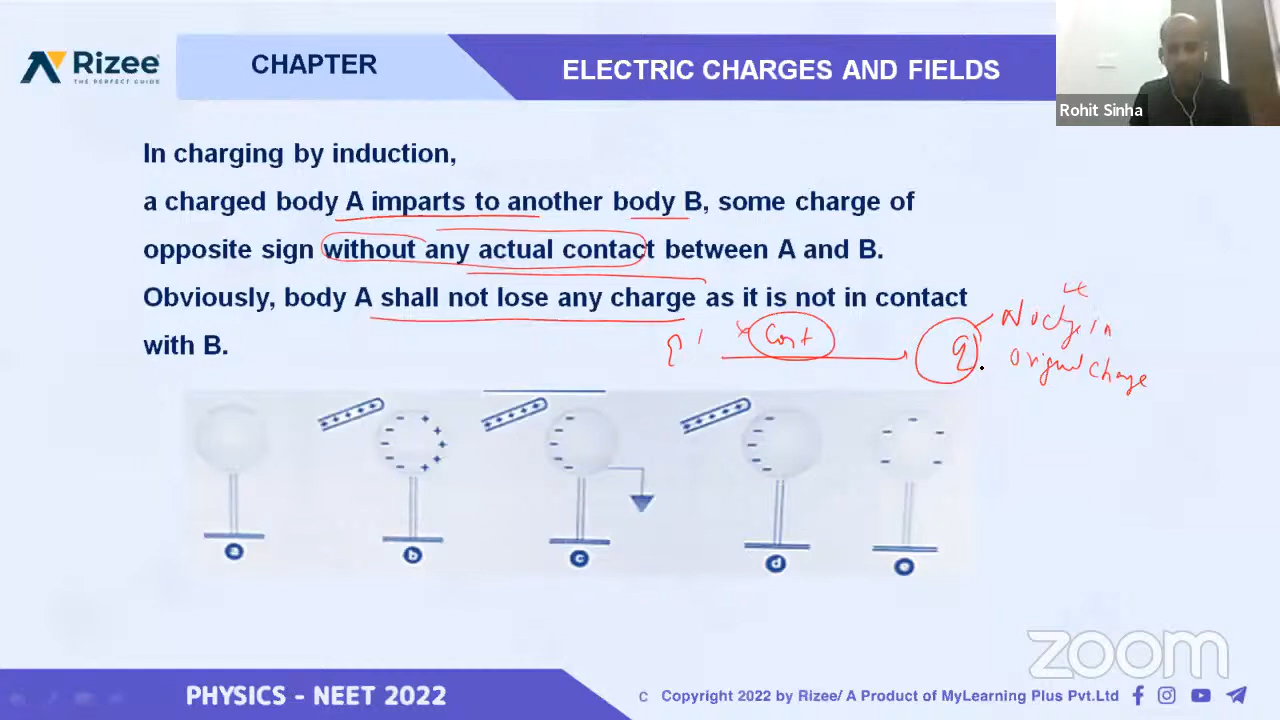 Rizee
THE PERFECT GUIDE
CHAPTER
ELECTRIC CHARGES AND FIELDS
Rohit Sinha
In charging by induction,
a charged body A imparts to another body B, some charge of
opposite sign without any actual contact between A and B.
Obviously, body A shall not lose any charge as it is not in contact
with B.
q
in
Original Charge
a
b
c
d
e
zoom
PHYSICS - NEET 2022
C Copyright 2022 by Rizee/ A Product of MyLearning Plus Pvt.Ltd